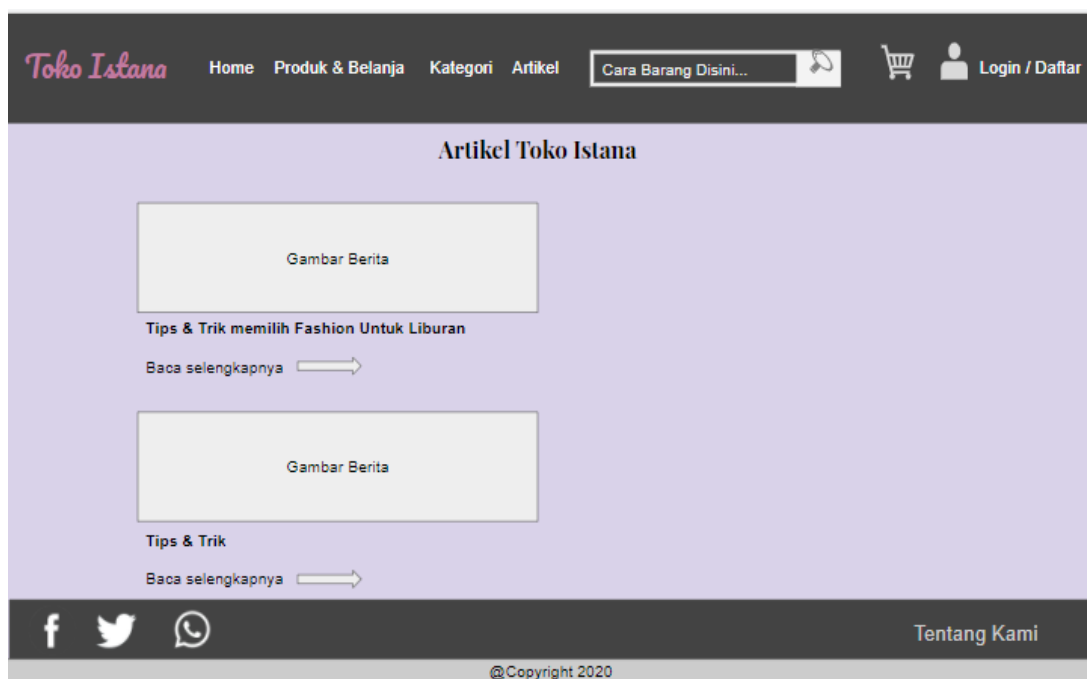 Toko Istana Home Produk & Belanja Kategori Artikel Cara Barang Disini... Login / Daftar
Artikel Toko Istana
Gambar Berita
Tips & Trik memilih Fashion Untuk Liburan
Baca selengkapnya
Gambar Berita
Tips & Trik
Baca selengkapnya
Tentang Kami
@Copyright 2020